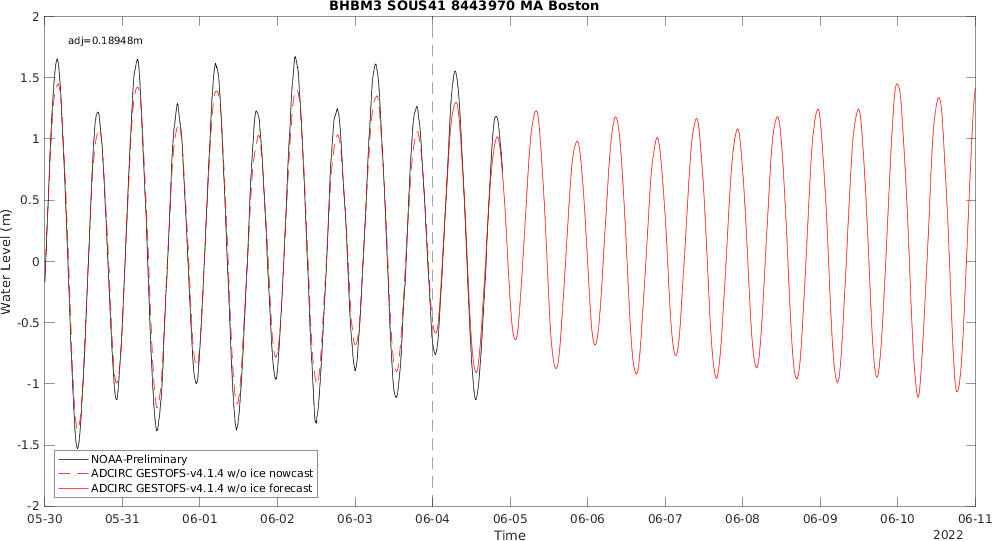 BHBM3 SOUS41 8443970 MA Boston
adj=0.18948m
Water Level (m)
2
1.5
1
0.5
0
-0.5
-1
-1.5
-2
NOAA-Preliminary
ADCIRC GESTOFS-v4.1.4 w/o ice nowcast
ADCIRC GESTOFS-v4.1.4 w/o ice forecast
05-30 05-31 06-01 06-02 06-03 06-04 06-05 06-06 06-07 06-08 06-09 06-10 06-11
Time
2022